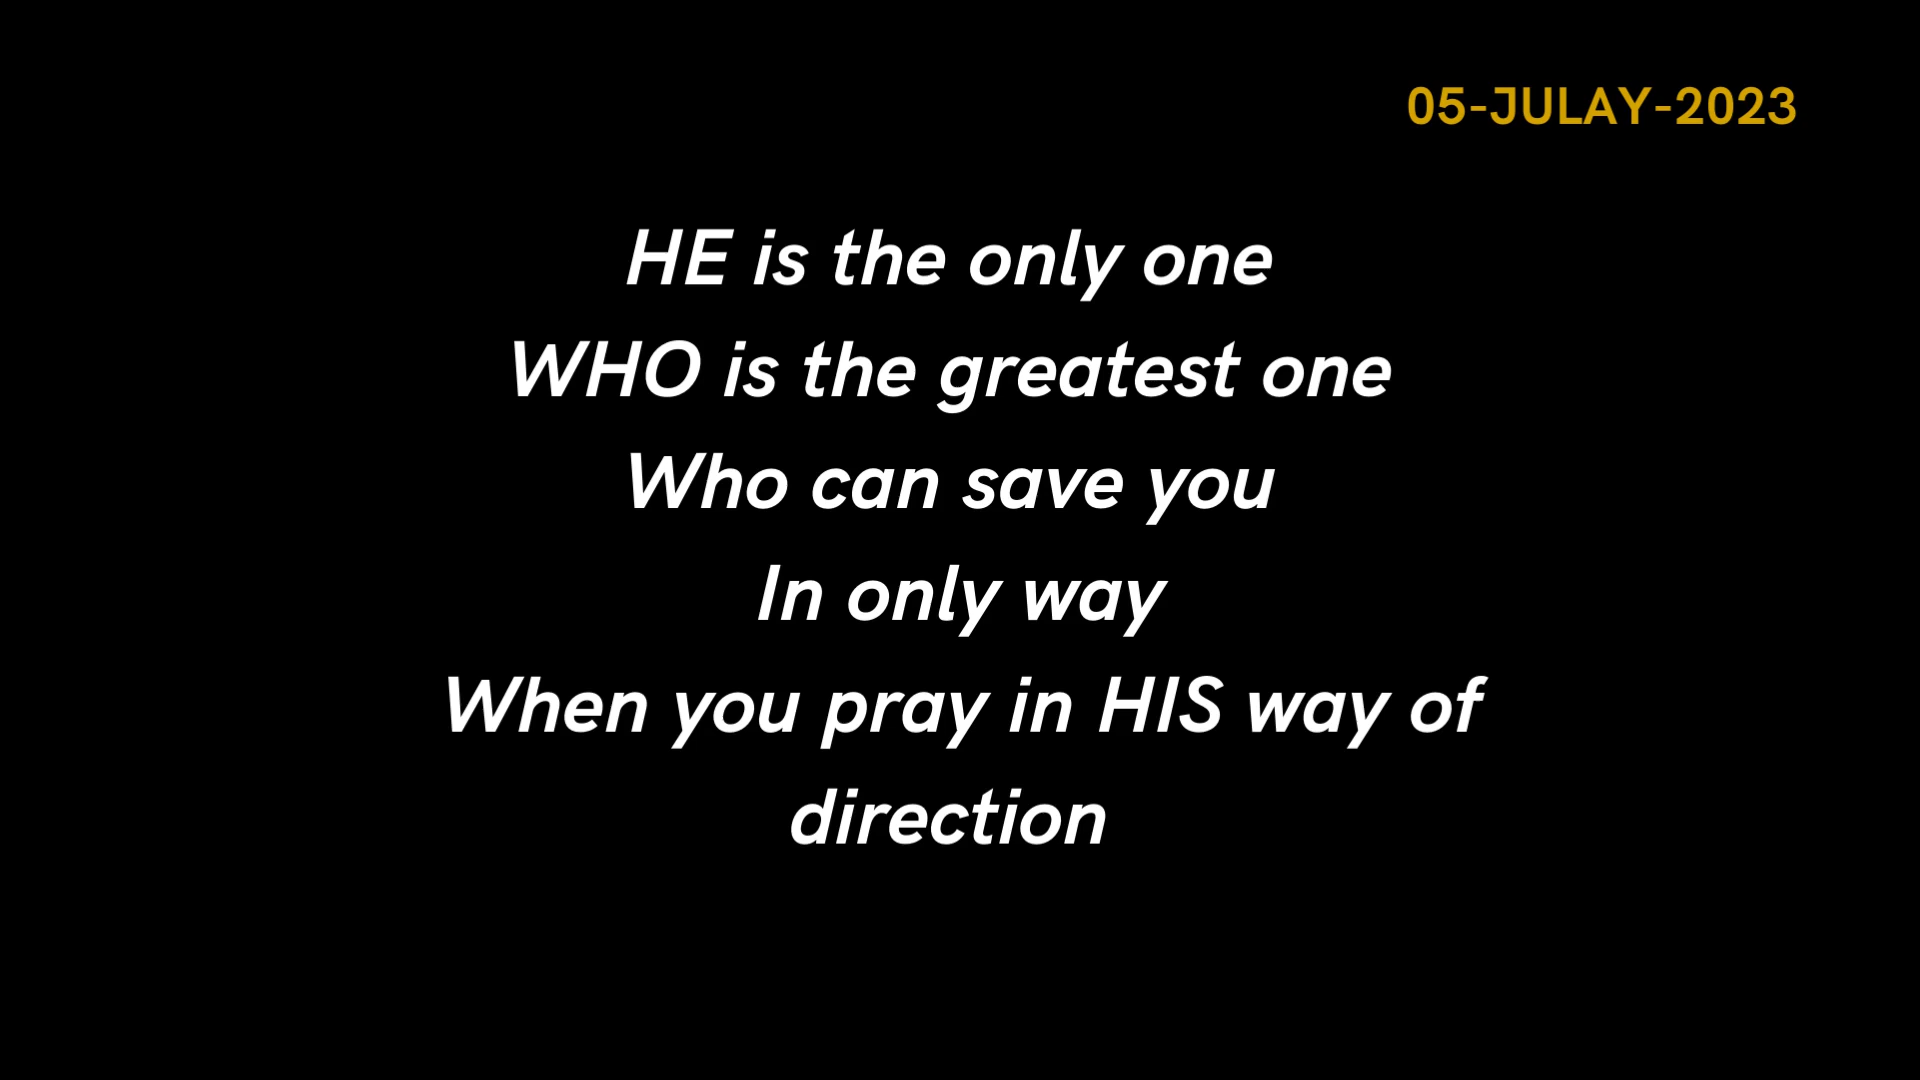 05-JULAY-2023
HE is the only one
WHO is the greatest one
Who can save you
In only way
When you pray in HIS way of
direction